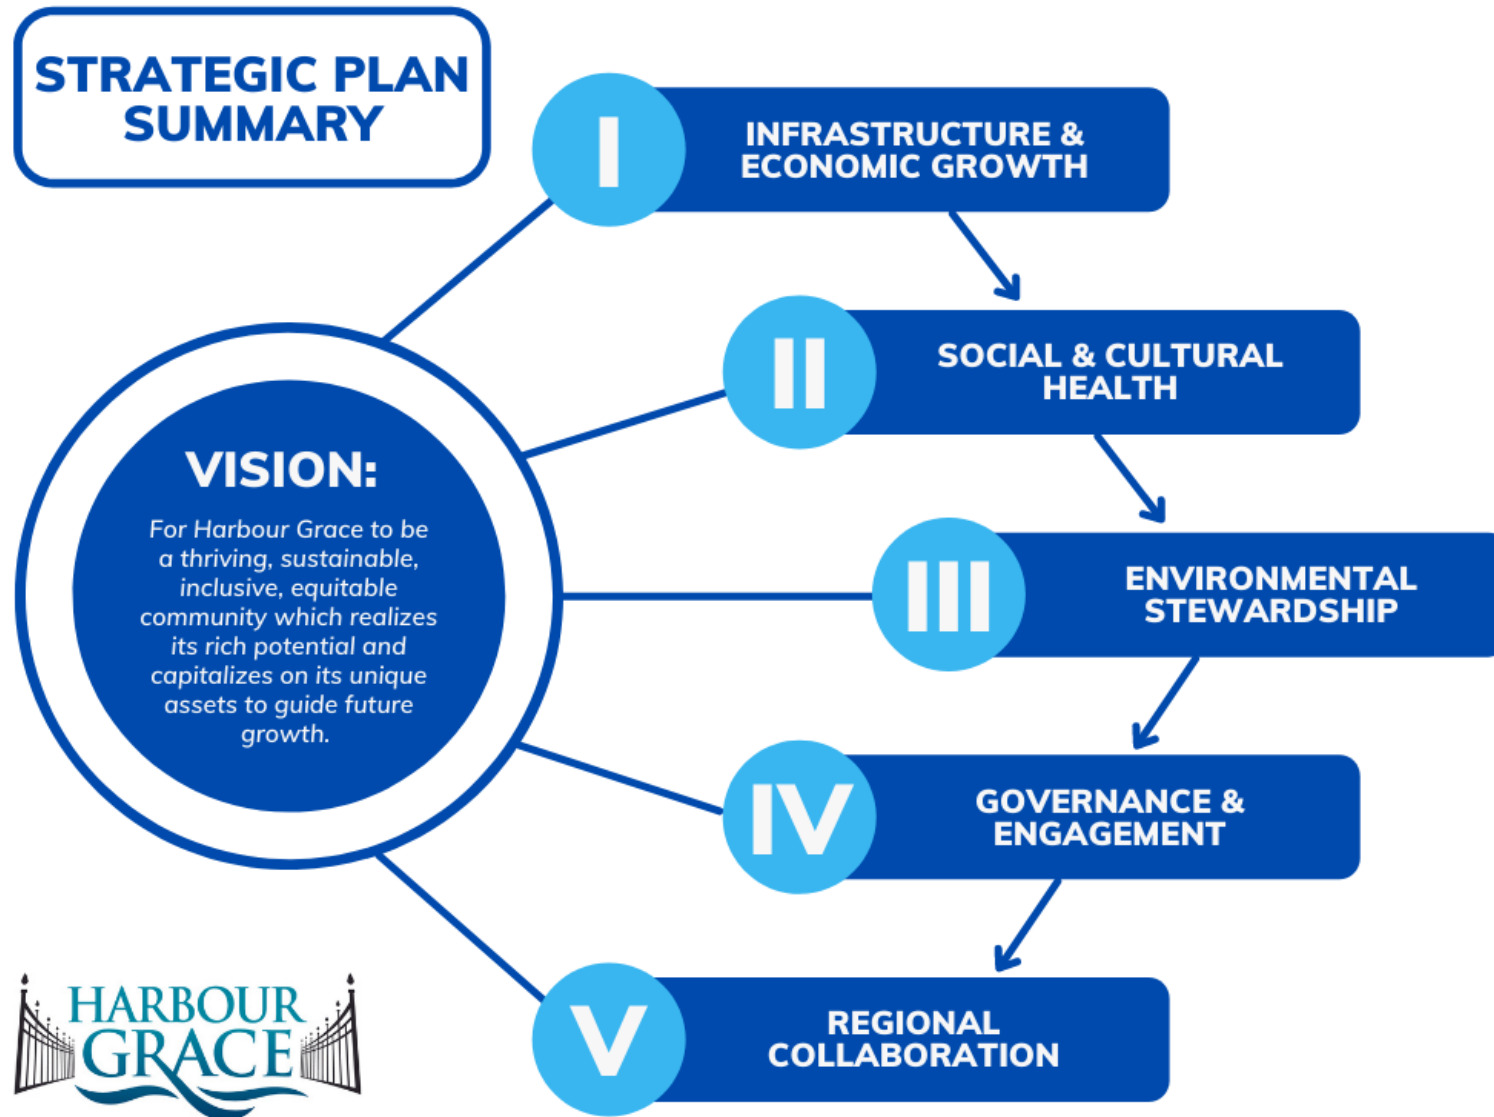 STRATEGIC PLAN
SUMMARY
VISION:
For Harbour Grace to be
a thriving, sustainable,
inclusive, equitable
community which realizes
its rich potential and
capitalizes on its unique
assets to guide future
growth.
I
INFRASTRUCTURE &
ECONOMIC GROWTH
II
SOCIAL & CULTURAL
HEALTH
III
ENVIRONMENTAL
STEWARDSHIP
IV
GOVERNANCE &
ENGAGEMENT
V
REGIONAL
COLLABORATION
HARBOUR
GRACE